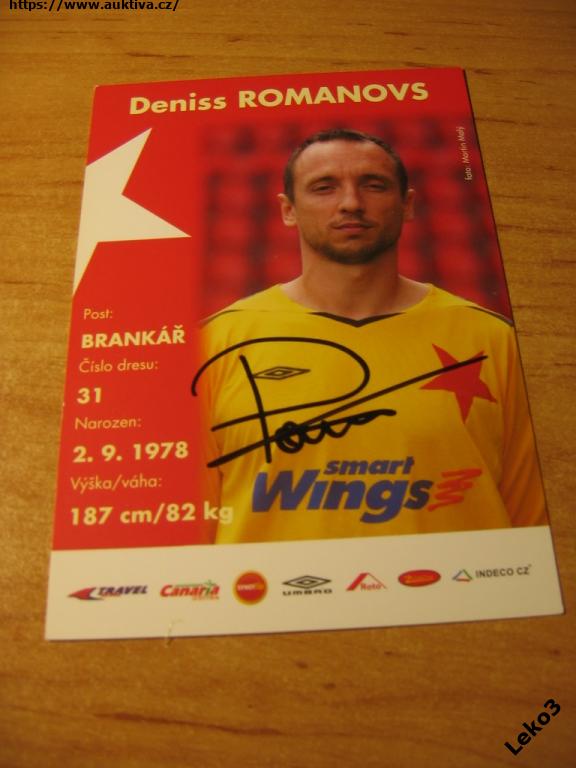 https://www.auktiva.cz/
Deniss ROMANOVS
foto: Martin Malý
Post:
BRANKÁŘ
Číslo dresu:
31
Narozen:
2. 9. 1978
Výška/váha:
187 cm/82 kg
smart
Wings
TRAVEL
Canaria
UMBRO
INDECO CZ
Leko3